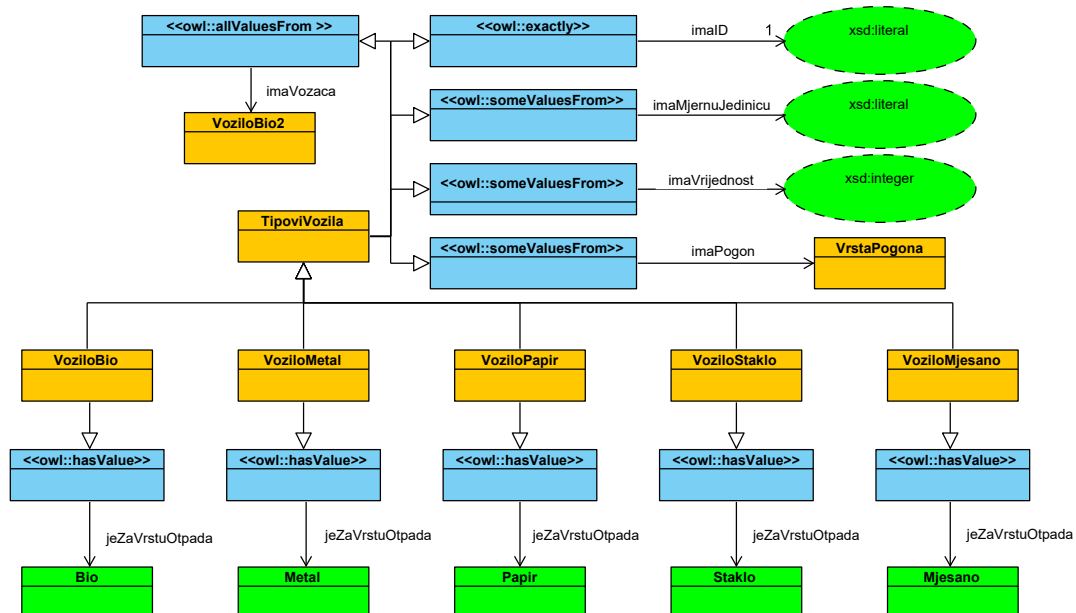 <<owl::allValuesFrom >>
<<owl::exactly>>
imaID
1
xsd:literal
imaVozaca
VoziloBio2
<<owl::someValuesFrom>>
imaMjernuJedinicu
xsd:literal
<<owl::someValuesFrom>>
imaVrijednost
xsd:integer
TipoviVozila
<<owl::someValuesFrom>>
imaPogon
VrstaPogona
VoziloBio
VoziloMetal
VoziloPapir
VoziloStaklo
VoziloMjesano
<<owl::hasValue>>
<<owl::hasValue>>
<<owl::hasValue>>
<<owl::hasValue>>
<<owl::hasValue>>
jeZaVrstuOtpada
jeZaVrstuOtpada
jeZaVrstuOtpada
jeZaVrstuOtpada
jeZaVrstuOtpada
Bio
Metal
Papir
Staklo
Mjesano